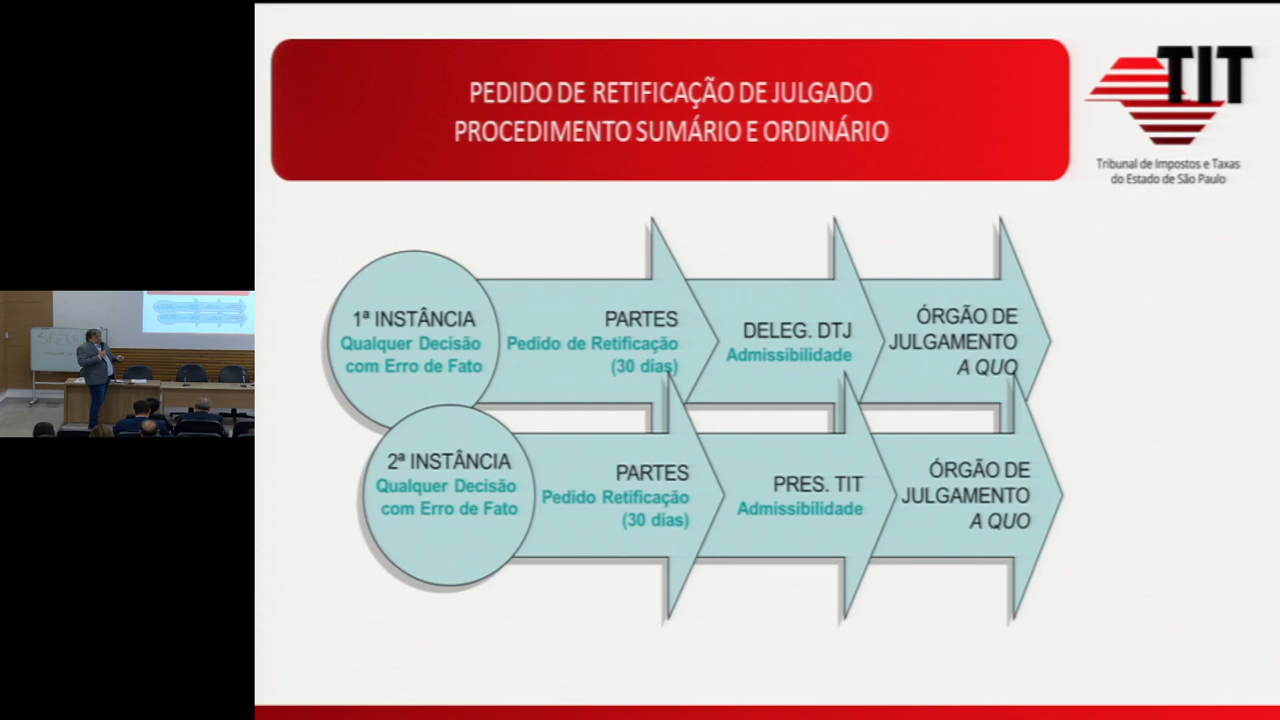 PEDIDO DE RETIFICAÇÃO DE JULGADO
PROCEDIMENTO SUMÁRIO E ORDINÁRIO
TIT
Tribunal de Impostos e Taxas
do Estado de São Paulo
1ª INSTÂNCIA
Qualquer Decisão
com Erro de Fato
PARTES
Pedido de Retificação
(30 dias)
DELEG. DTJ
Admissibilidade
ÓRGÃO DE
JULGAMENTO
A QUO
2ª INSTÂNCIA
Qualquer Decisão
com Erro de Fato
PARTES
Pedido Retificação
(30 dias)
PRES. TIT
Admissibilidade
ÓRGÃO DE
JULGAMENTO
A QUO